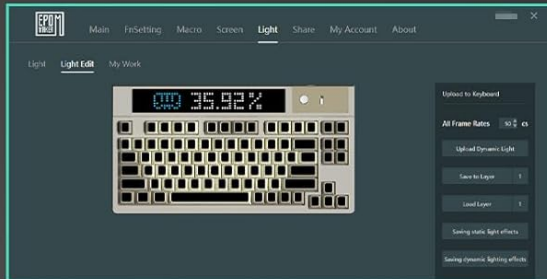 EPO
MAKER
M
Main FnSetting Macro Screen Light Share My Account About
Light Light Edit My Work
35.92%
Upload to Keyboard
All Frame Rates 50 cs
Upload Dynamic Light
Save to Layer 1
Load Layer 1
Saving static light effects
Saving dynamic lighting effects